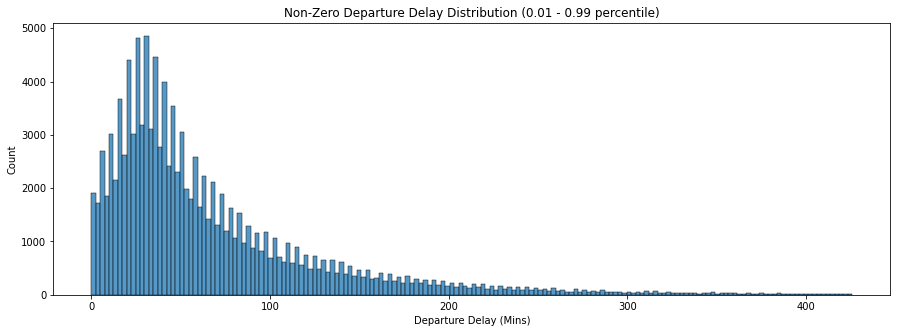 Non-Zero Departure Delay Distribution (0.01 - 0.99 percentile)
5000
4000
3000
2000
1000
0
Count
0 100 200 300 400
Departure Delay (Mins)